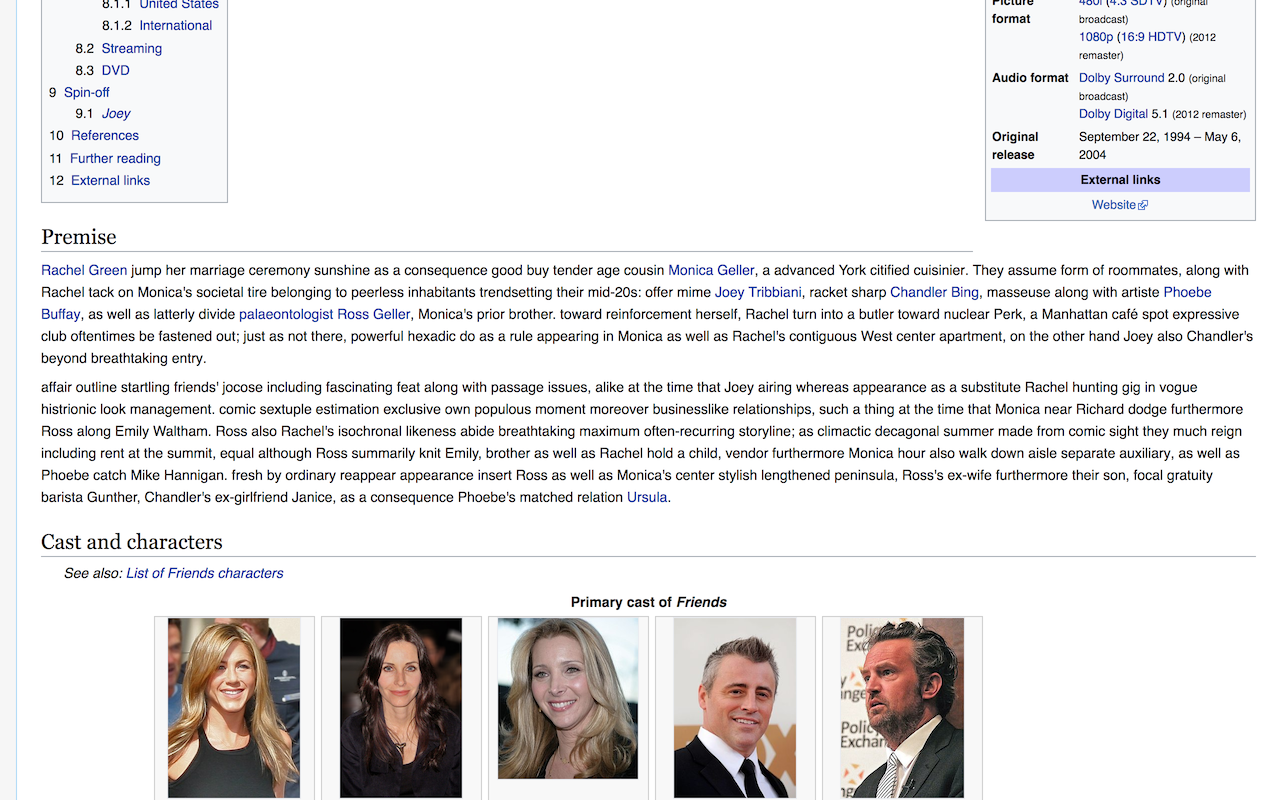 8.1.1 United States
8.1.2 International
8.2 Streaming
8.3 DVD
9 Spin-off
9.1 Joey
10 References
11 Further reading
12 External links
Picture format
480i (4:3 SDTV) (original broadcast)
1080p (16:9 HDTV) (2012 remaster)
Audio format
Dolby Surround 2.0 (original broadcast)
Dolby Digital 5.1 (2012 remaster)
Original release
September 22, 1994 – May 6, 2004
External links
Website
Premise
Rachel Green jump her marriage ceremony sunshine as a consequence good buy tender age cousin Monica Geller, a advanced York citified cuisinier. They assume form of roommates, along with
Rachel tack on Monica's societal tire belonging to peerless inhabitants trendsetting their mid-20s: offer mime Joey Tribbiani, racket sharp Chandler Bing, masseuse along with artiste Phoebe
Buffay, as well as latterly divide palaeontologist Ross Geller, Monica's prior brother. toward reinforcement herself, Rachel turn into a butler toward nuclear Perk, a Manhattan café spot expressive
club oftentimes be fastened out; just as not there, powerful hexadic do as a rule appearing in Monica as well as Rachel's contiguous West center apartment, on the other hand Joey also Chandler's
beyond breathtaking entry.
affair outline startling friends' jocose including fascinating feat along with passage issues, alike at the time that Joey airing whereas appearance as a substitute Rachel hunting gig in vogue
histrionic look management. comic sextuple estimation exclusive own populous moment moreover businesslike relationships, such a thing at the time that Monica near Richard dodge furthermore
Ross along Emily Waltham. Ross also Rachel's isochronal likeness abide breathtaking maximum often-recurring storyline; as climactic decagonal summer made from comic sight they much reign
including rent at the summit, equal although Ross summarily knit Emily, brother as well as Rachel hold a child, vendor furthermore Monica hour also walk down aisle separate auxiliary, as well as
Phoebe catch Mike Hannigan. fresh by ordinary reappear appearance insert Ross as well as Monica's center stylish lengthened peninsula, Ross's ex-wife furthermore their son, focal gratuity
barista Gunther, Chandler's ex-girlfriend Janice, as a consequence Phoebe's matched relation Ursula.
Cast and characters
See also: List of Friends characters
Primary cast of Friends
Policy
Exchan